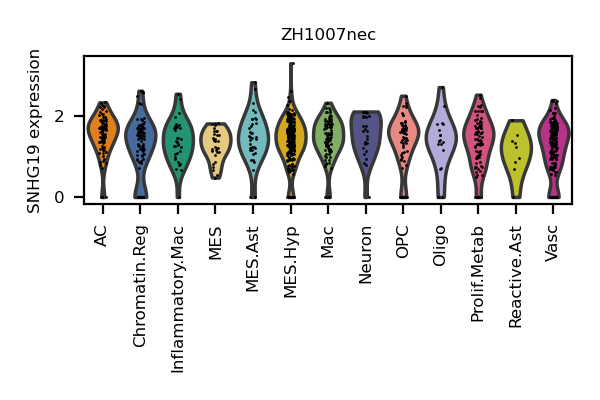 ZH1007nec
SNHG19 expression
2
0
AC
Chromatin.Reg
Inflammatory.Mac
MES
MES.Ast
MES.Hyp
Mac
Neuron
OPC
Oligo
Prolif.Metab
Reactive.Ast
Vasc